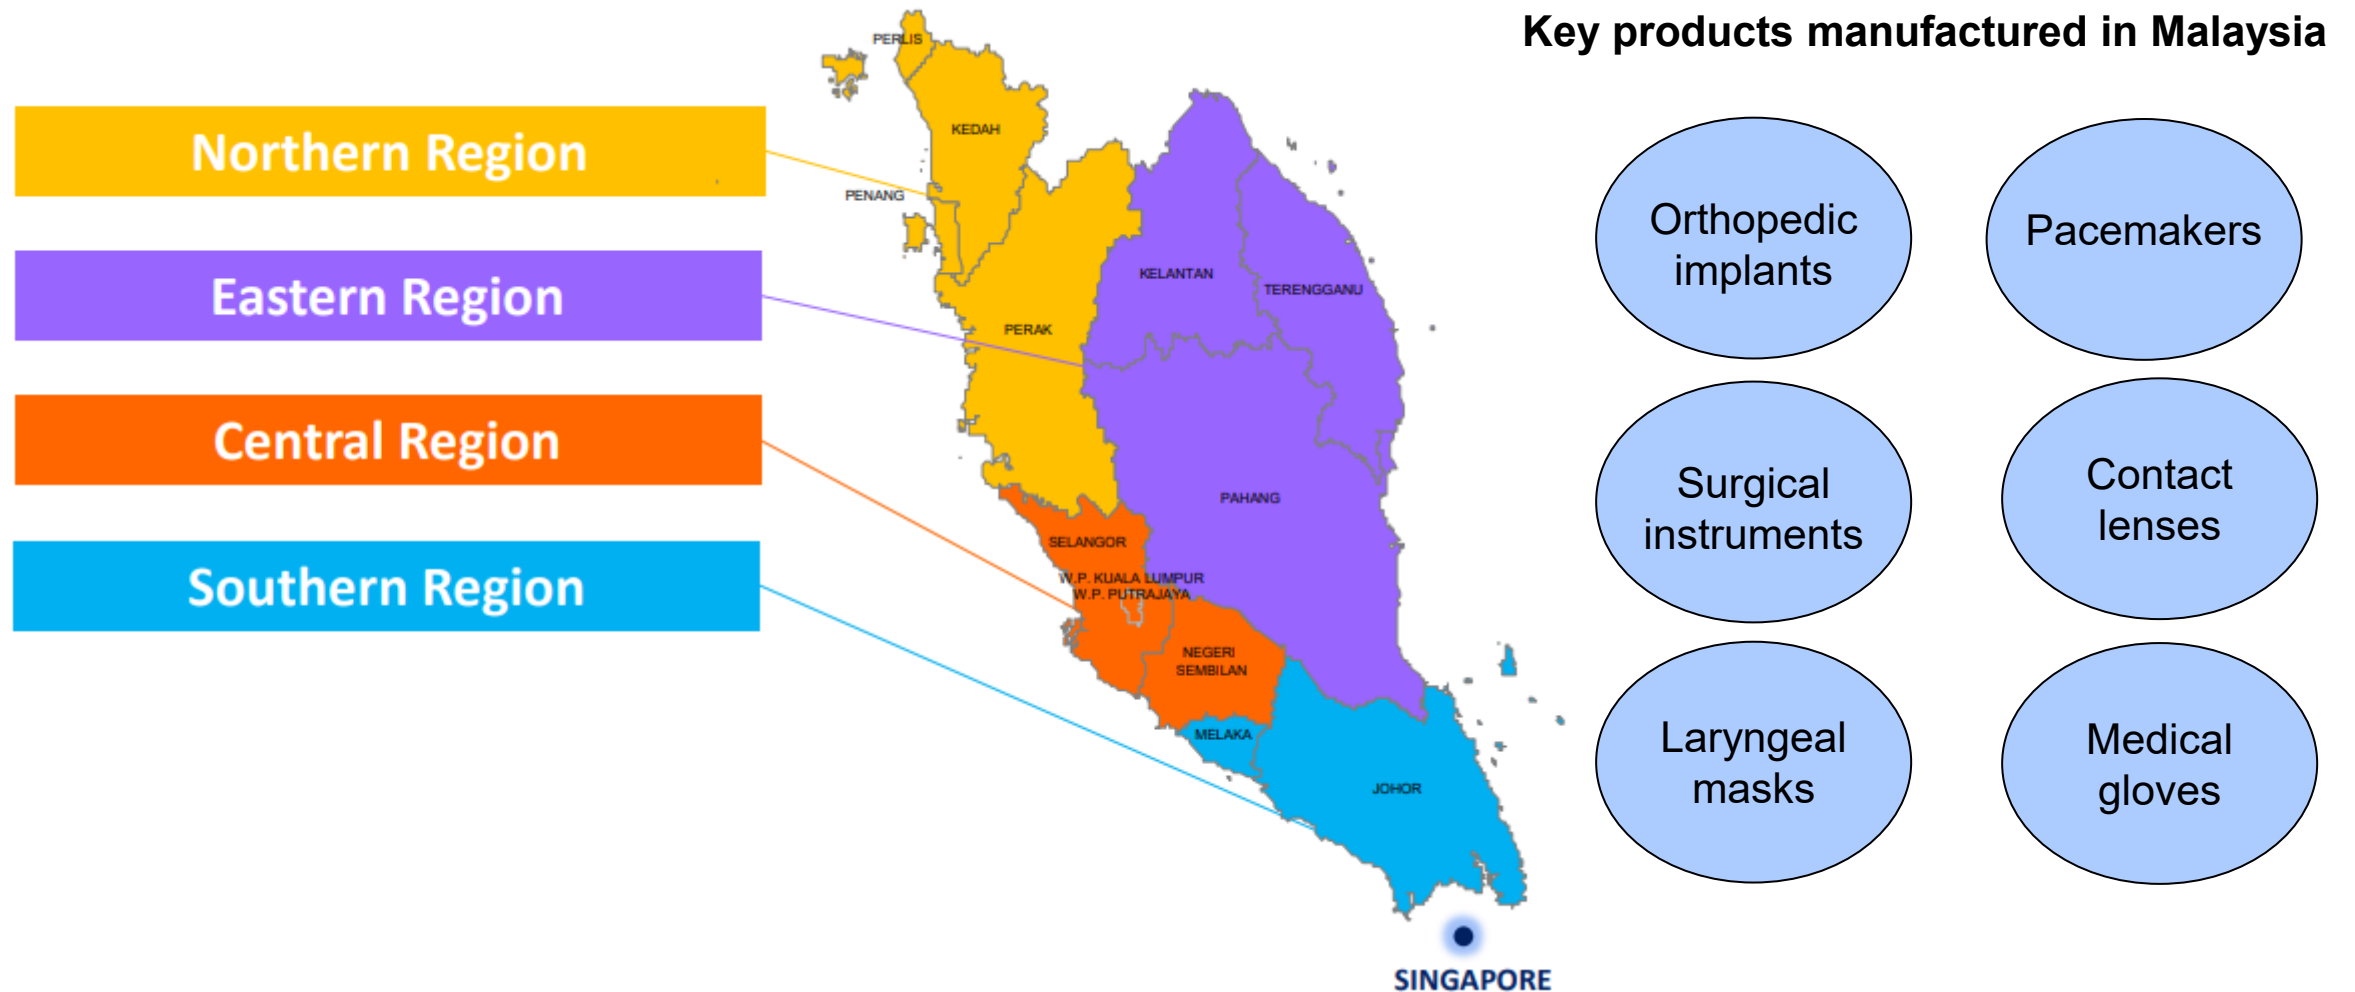 Key products manufactured in Malaysia
Northern Region
Eastern Region
Central Region
Southern Region
PERLIS
KEDAH
PENANG
PERAK
KELANTAN
TERENGGANU
PAHANG
SELANGOR
W.P. KUALA LUMPUR
W.P. PUTRAJAYA
NEGERI
SEMBILAN
MELAKA
JOHOR
SINGAPORE
Orthopedic
implants
Pacemakers
Surgical
instruments
Contact
lenses
Laryngeal
masks
Medical
gloves